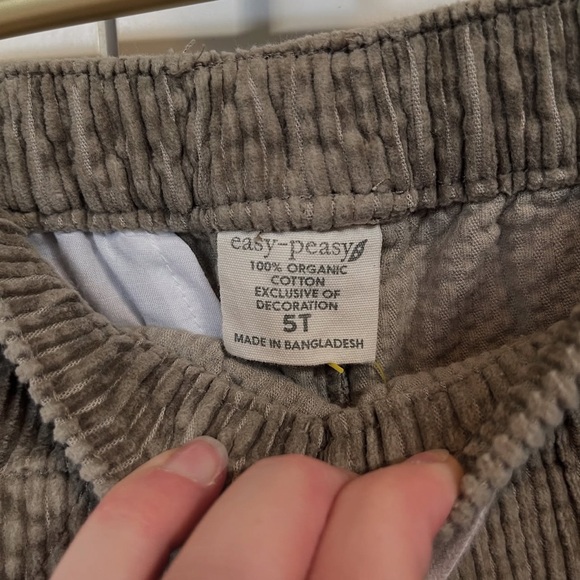 easy-peasy
100% ORGANIC
COTTON
EXCLUSIVE OF
DECORATION
5T
MADE IN BANGLADESH